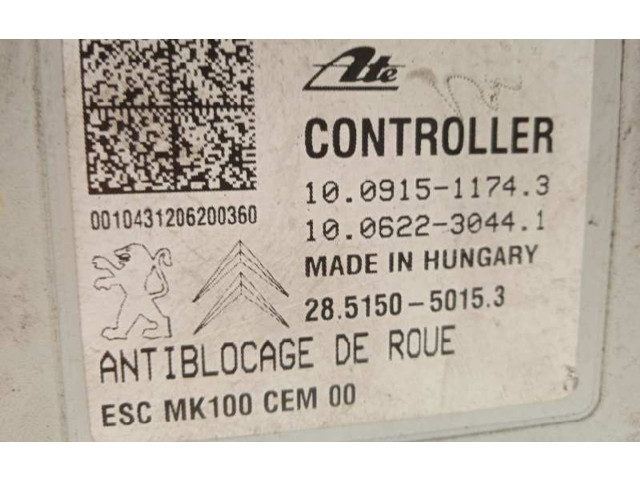 Ate
CONTROLLER
10.0915-1174.3
0010431206200360
10.0622-3044.1
MADE IN HUNGARY
28.5150-5015.3
ANTIBLOCAGE DE ROUE
ESC MK100 CEM 00